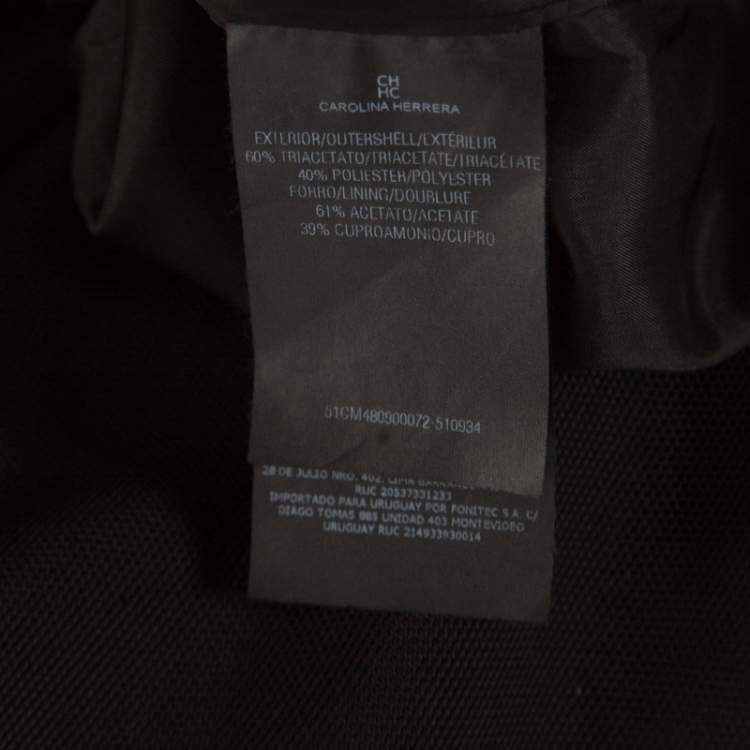 CH
HC
CAROLINA HERRERA
EXTERIOR/OUTERSHELL/EXTÉRIEUR
60% TRIACETATO/TRIACETATE/TRIACÉTATE
40% POLIESTER/POLYESTER
FORRO/LINING/DOUBLURE
61% ACETATO/ACETATE
39% CUPROAMONIO/CUPRO
51CM480900072-510934
28 DE JULIO NRO. 402. LIMA
RUC 20537331233
IMPORTADO PARA URUGUAY POR FONITEC S.A. C/
DIAGO TOMAS 885 UNIDAD 403 MONTEVIDEO
URUGUAY RUC 214933930014